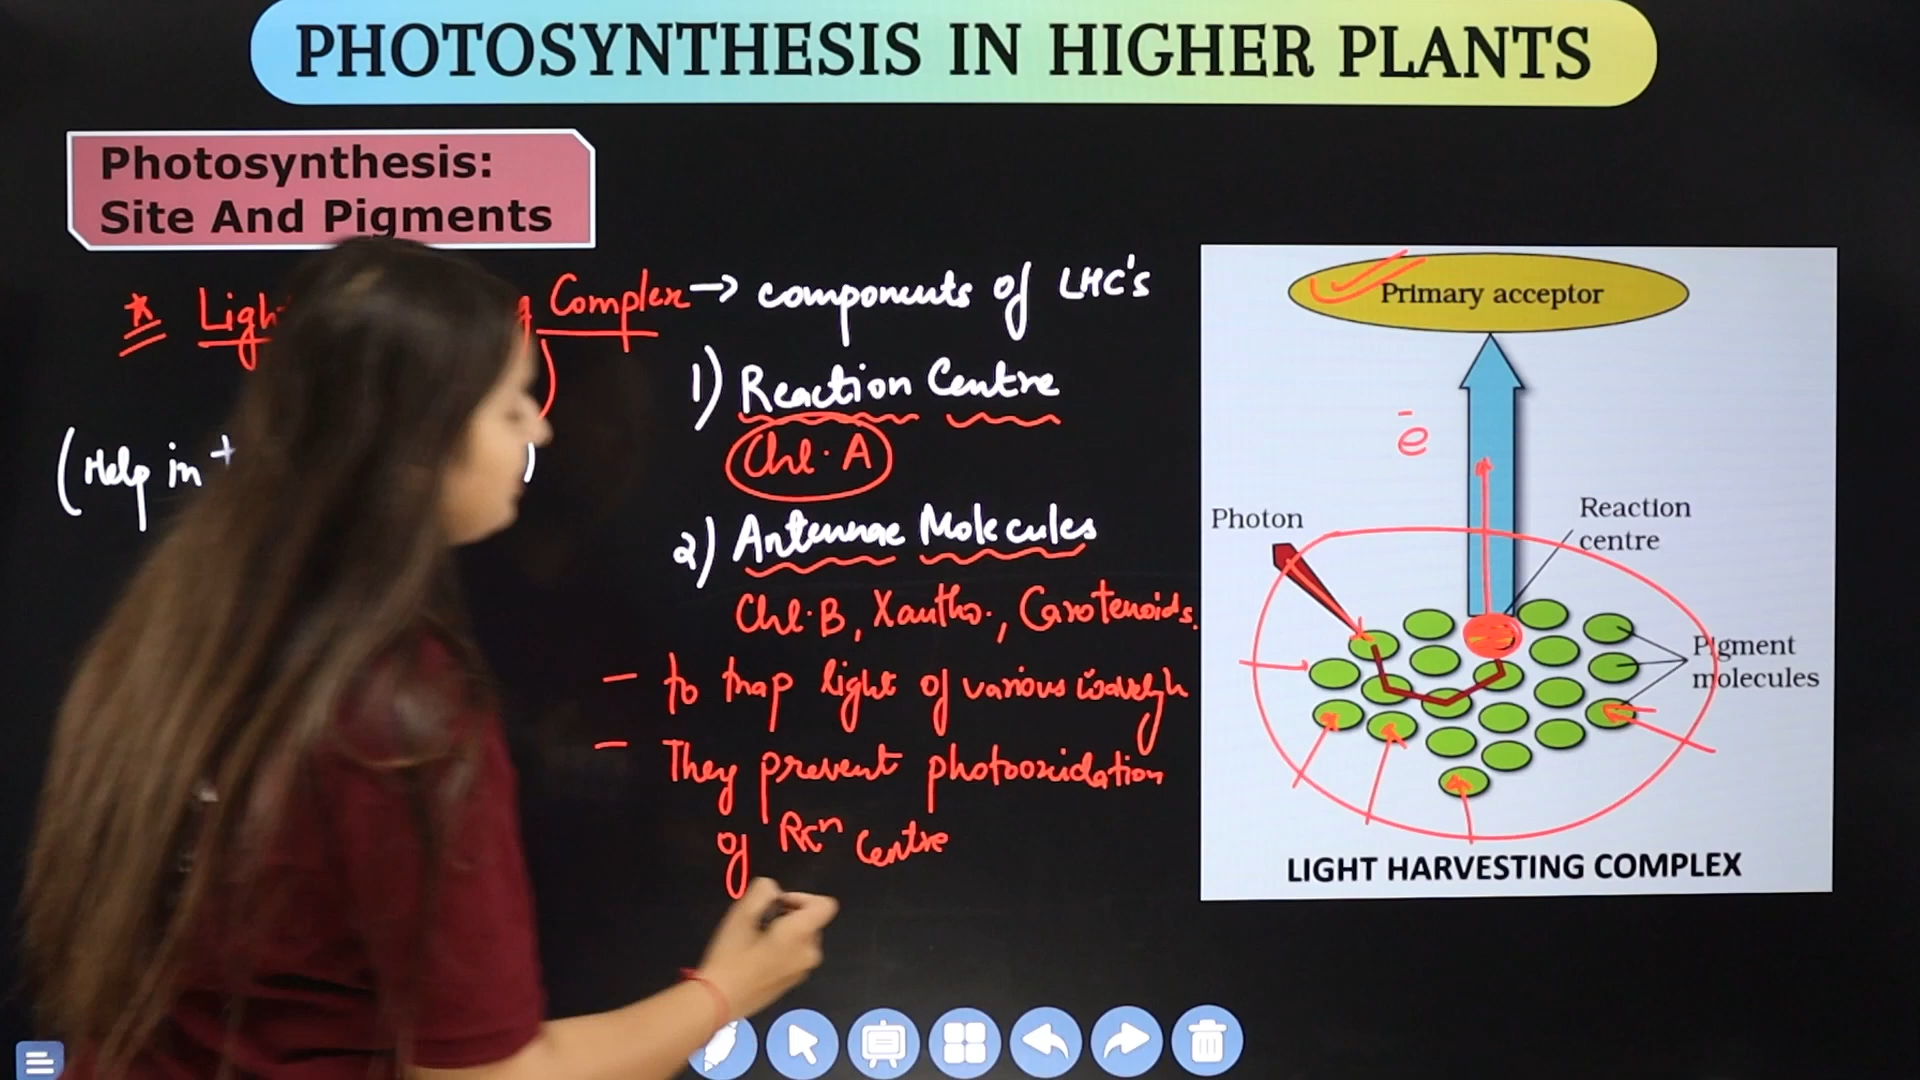 PHOTOSYNTHESIS IN HIGHER PLANTS
Photosynthesis:
Site And Pigments
* Complex → components of LHC's
1) Reaction Centre
Chl. A
(Help in
2) Antennae Molecules
Chl. B, Xantho., Carotenoids.
- to trap light of various
- They prevent photooxidation
of Rxn Centre
Primary acceptor
e-
Photon
Reaction
centre
Pigment
molecules
LIGHT HARVESTING COMPLEX